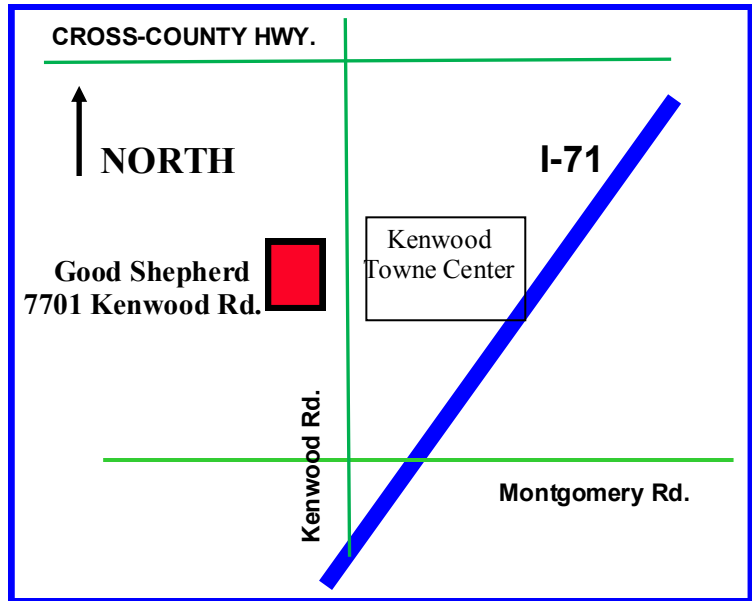 CROSS-COUNTY HWY.
NORTH
I-71
Kenwood
Towne Center
Good Shepherd
7701 Kenwood Rd.
Kenwood Rd.
Montgomery Rd.